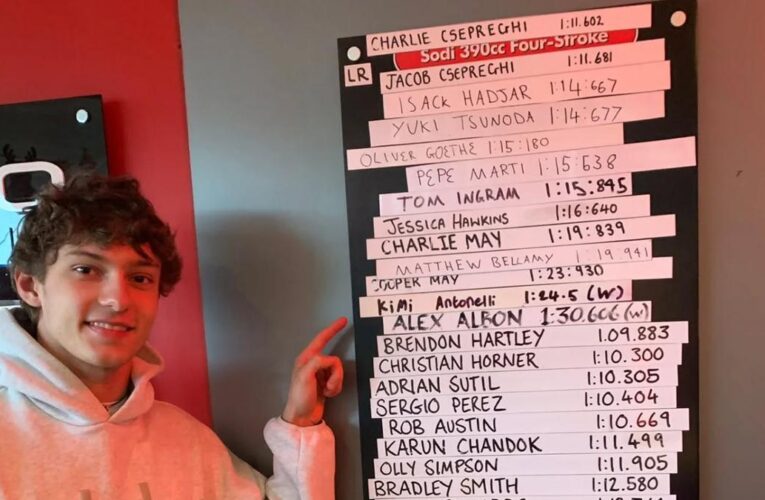 CHARLIE CSEPREGHI 1:11.602
Sodi 390cc Four-Stroke
LR
JACOB CSEPREGHI 1:11.681
ISACK HADJAR 1:14:667
YUKI TSUNODA 1:14:677
OLIVER GOETHE 1:15:180
PEPE MARTI 1:15:638
TOM INGRAM 1:15:845
JESSICA HAWKINS 1:16:640
CHARLIE MAY 1:19:839
MATTHEW BELLAMY 1:19.941
COOPER MAY 1:23:930
KiMi Antonelli 1:24.5 (W)
ALEX ALBON 1:30.606 (W)
BRENDON HARTLEY 1.09.883
CHRISTIAN HORNER 1:10.300
ADRIAN SUTIL 1:10.305
SERGIO PEREZ 1:10.404
ROB AUSTIN 1:10.669
KARUN CHANDOK 1:11.499
OLLY SIMPSON 1:11.905
BRADLEY SMITH 1:12.580